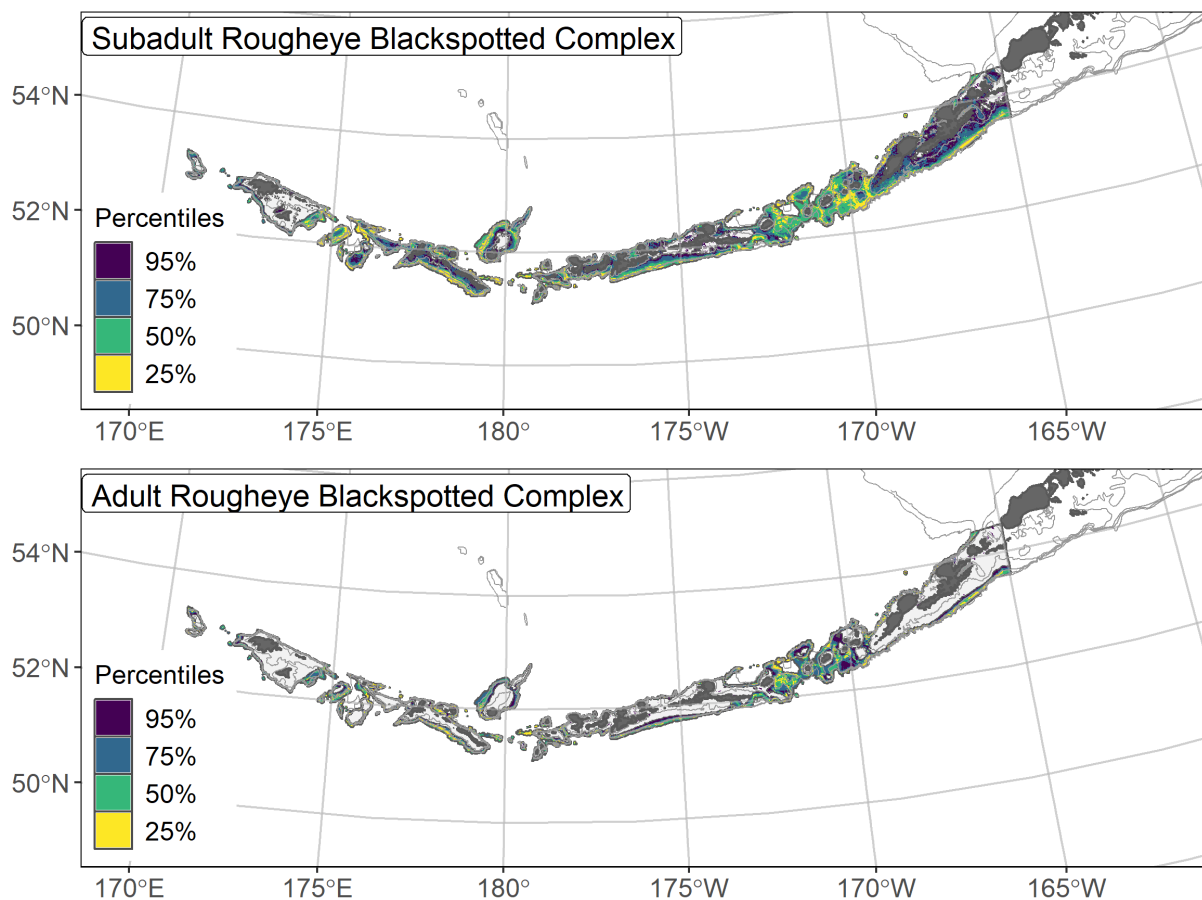 Subadult Rougheye Blackspotted Complex
54°N
52°N
50°N
Percentiles
95%
75%
50%
25%
170°E 175°E 180° 175°W 170°W 165°W
Adult Rougheye Blackspotted Complex
54°N
52°N
50°N
Percentiles
95%
75%
50%
25%
170°E 175°E 180° 175°W 170°W 165°W